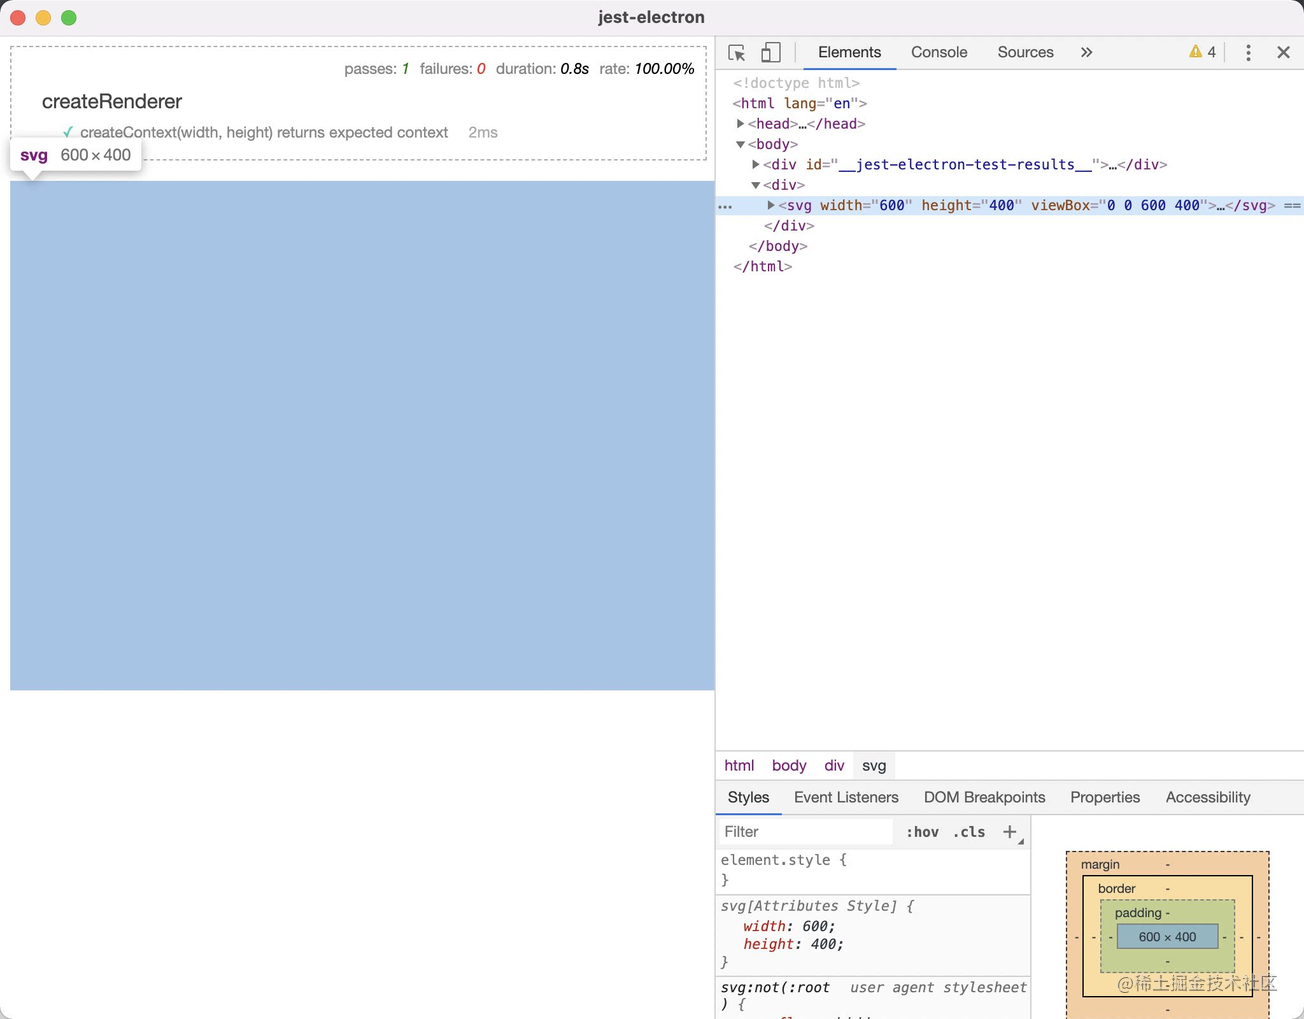 jest-electron
passes: 1 failures: 0 duration: 0.8s rate: 100.00%
createRenderer
✓ createContext(width, height) returns expected context 2ms
svg 600 × 400
Elements Console Sources » 4
<!doctype html>
<html lang="en">
<head>…</head>
<body>
<div id="__jest-electron-test-results__">…</div>
<div>
… <svg width="600" height="400" viewBox="0 0 600 400">…</svg> ==
</div>
</body>
</html>
html body div svg
Styles Event Listeners DOM Breakpoints Properties Accessibility
Filter :hov .cls +
element.style {
}
svg[Attributes Style] {
width: 600;
height: 400;
}
svg:not(:root user agent stylesheet
) {
margin -
border -
padding -
- - - 600 × 400 - - -
-
-
-
@稀土掘金技术社区